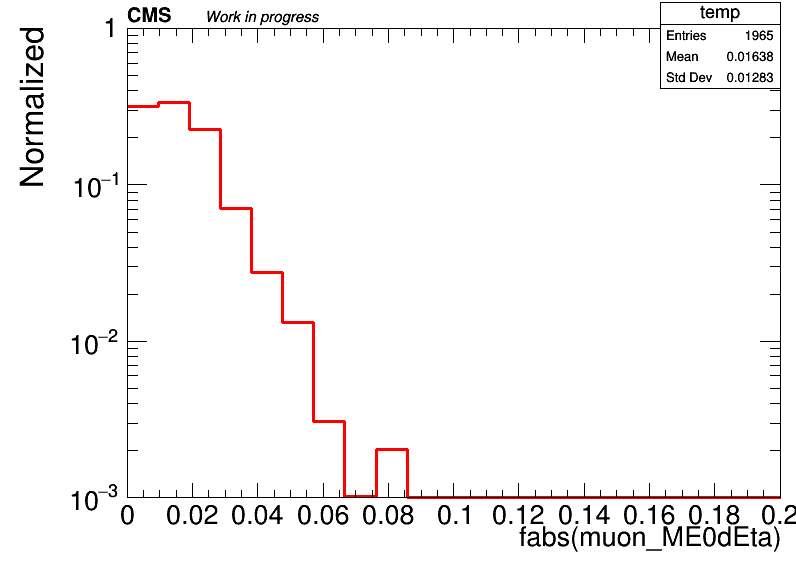 CMS Work in progress
temp
Entries 1965
Mean 0.01638
Std Dev 0.01283
Normalized
1
10−1
10−2
10−3
0 0.02 0.04 0.06 0.08 0.1 0.12 0.14 0.16 0.18 0.2
fabs(muon_ME0dEta)